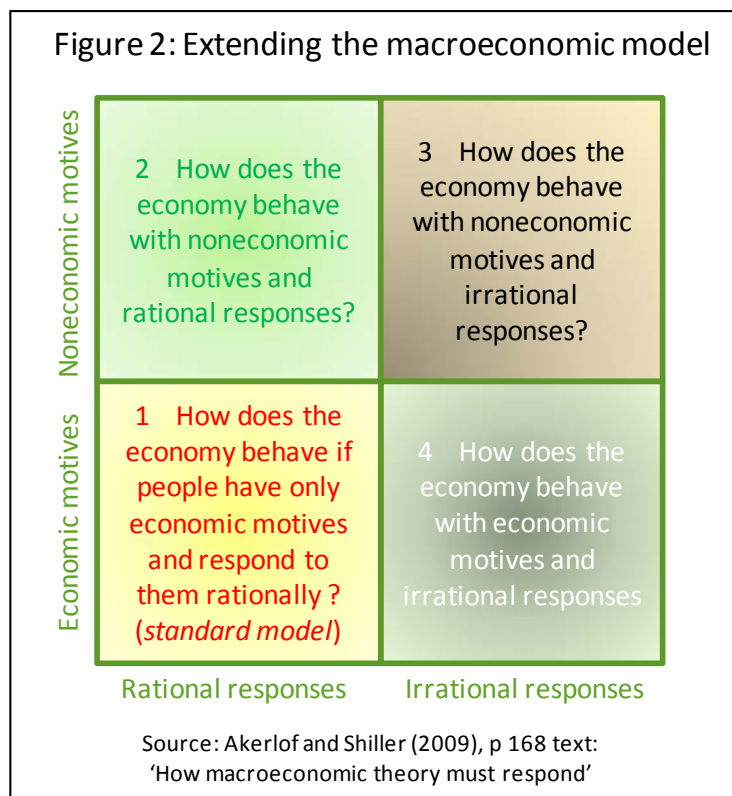 Figure 2: Extending the macroeconomic model
Noneconomic motives
2 How does the
economy behave
with noneconomic
motives and
rational responses?
3 How does the
economy behave
with noneconomic
motives and
irrational
responses?
Economic motives
1 How does the
economy behave if
people have only
economic motives
and respond to
them rationally ?
(standard model)
4 How does the
economy behave
with economic
motives and
irrational responses
Rational responses
Irrational responses
Source: Akerlof and Shiller (2009), p 168 text:
‘How macroeconomic theory must respond’